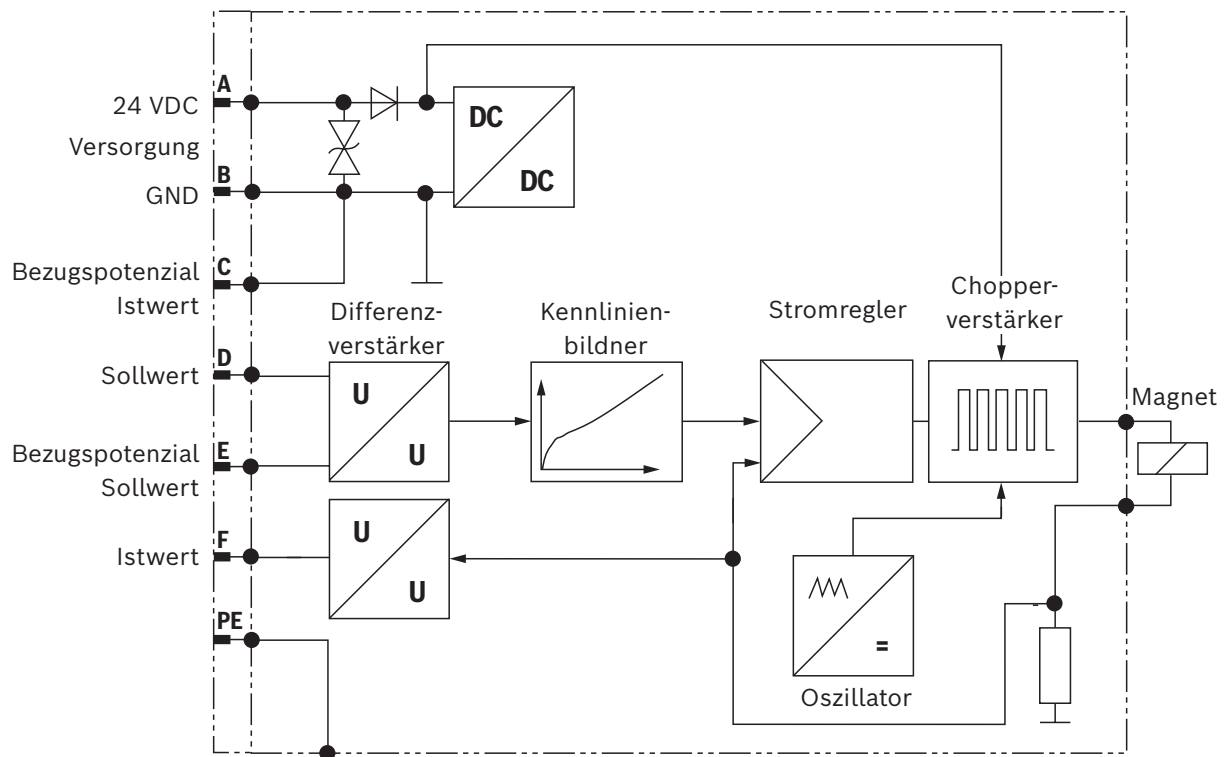 A
24 VDC
Versorgung
B
GND
DC
DC
Bezugspotenzial
Istwert
C
Differenz-
verstärker
Kennlinien-
bildner
Stromregler
Chopper-
verstärker
D
Sollwert
U
U
Magnet
Bezugspotenzial
Sollwert
E
F
Istwert
U
U
=
Oszillator
PE